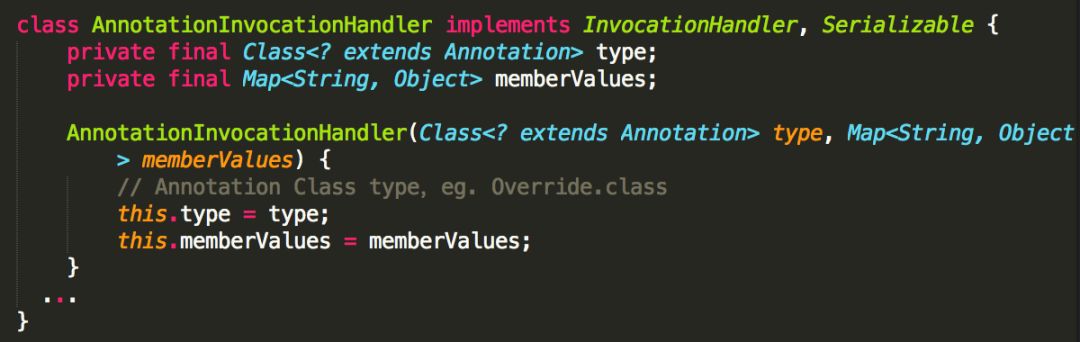 class AnnotationInvocationHandler implements InvocationHandler, Serializable {
private final Class<? extends Annotation> type;
private final Map<String, Object> memberValues;
AnnotationInvocationHandler(Class<? extends Annotation> type, Map<String, Object
> memberValues) {
// Annotation Class type, eg. Override.class
this.type = type;
this.memberValues = memberValues;
}
...
}